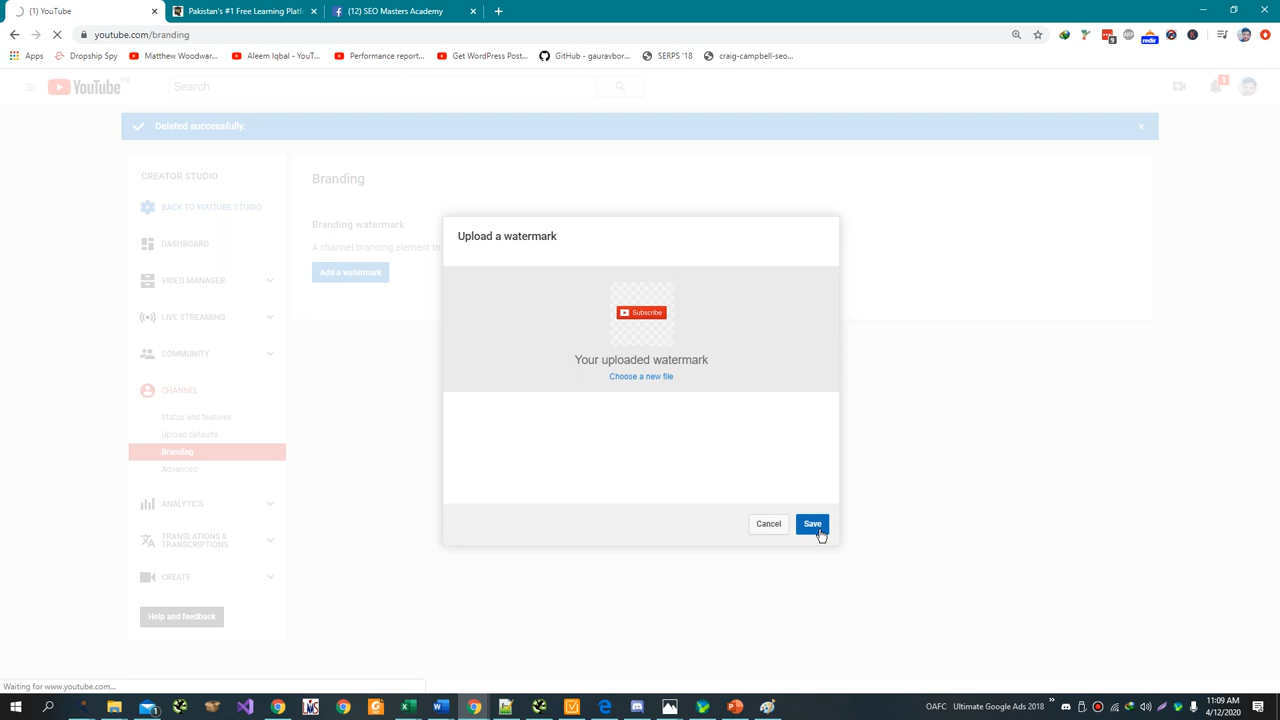 (1) YouTube
Pakistan's #1 Free Learning Platf
(12) SEO Masters Academy
youtube.com/branding
9
redir
Apps
Dropship Spy
Matthew Woodwar...
Aleem Iqbal - YouT...
Performance report...
Get WordPress Post...
GitHub - gauravbor...
SERPS '18
craig-campbell-seo...
YouTube PK
Search
1
Deleted successfully.
CREATOR STUDIO
BACK TO YOUTUBE STUDIO
DASHBOARD
VIDEO MANAGER
LIVE STREAMING
COMMUNITY
CHANNEL
Status and features
Upload defaults
Branding
Advanced
ANALYTICS
TRANSLATIONS &
TRANSCRIPTIONS
CREATE
Help and feedback
Branding
Branding watermark
A channel branding element to
Add a watermark
Upload a watermark
Subscribe
Your uploaded watermark
Choose a new file
Cancel
Save
Waiting for www.youtube.com...
OAFC
Ultimate Google Ads 2018
11:09 AM
4/12/2020